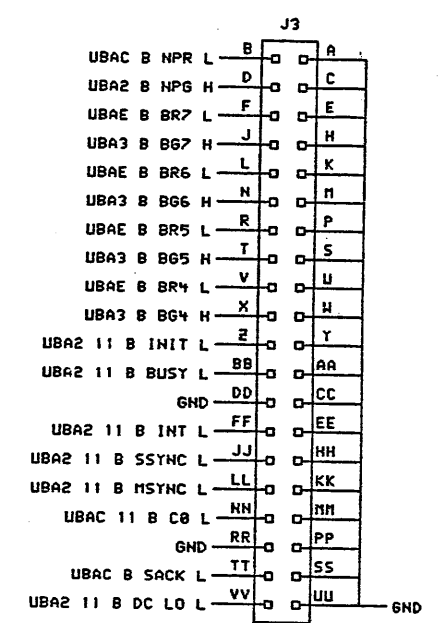 J3
UBAC B NPR L B A
UBA2 B NPG H D C
UBAE B BR7 L F E
UBA3 B BG7 H J H
UBAE B BR6 L L K
UBA3 B BG6 H N M
UBAE B BR5 L R P
UBA3 B BG5 H T S
UBAE B BR4 L V U
UBA3 B BG4 H X W
UBA2 11 B INIT L Z Y
UBA2 11 B BUSY L BB AA
GND DD CC
UBA2 11 B INT L FF EE
UBA2 11 B SSYNC L JJ HH
UBA2 11 B MSYNC L LL KK
UBAC 11 B C0 L NN MM
GND RR PP
UBAC B SACK L TT SS
UBA2 11 B DC LO L VV UU GND